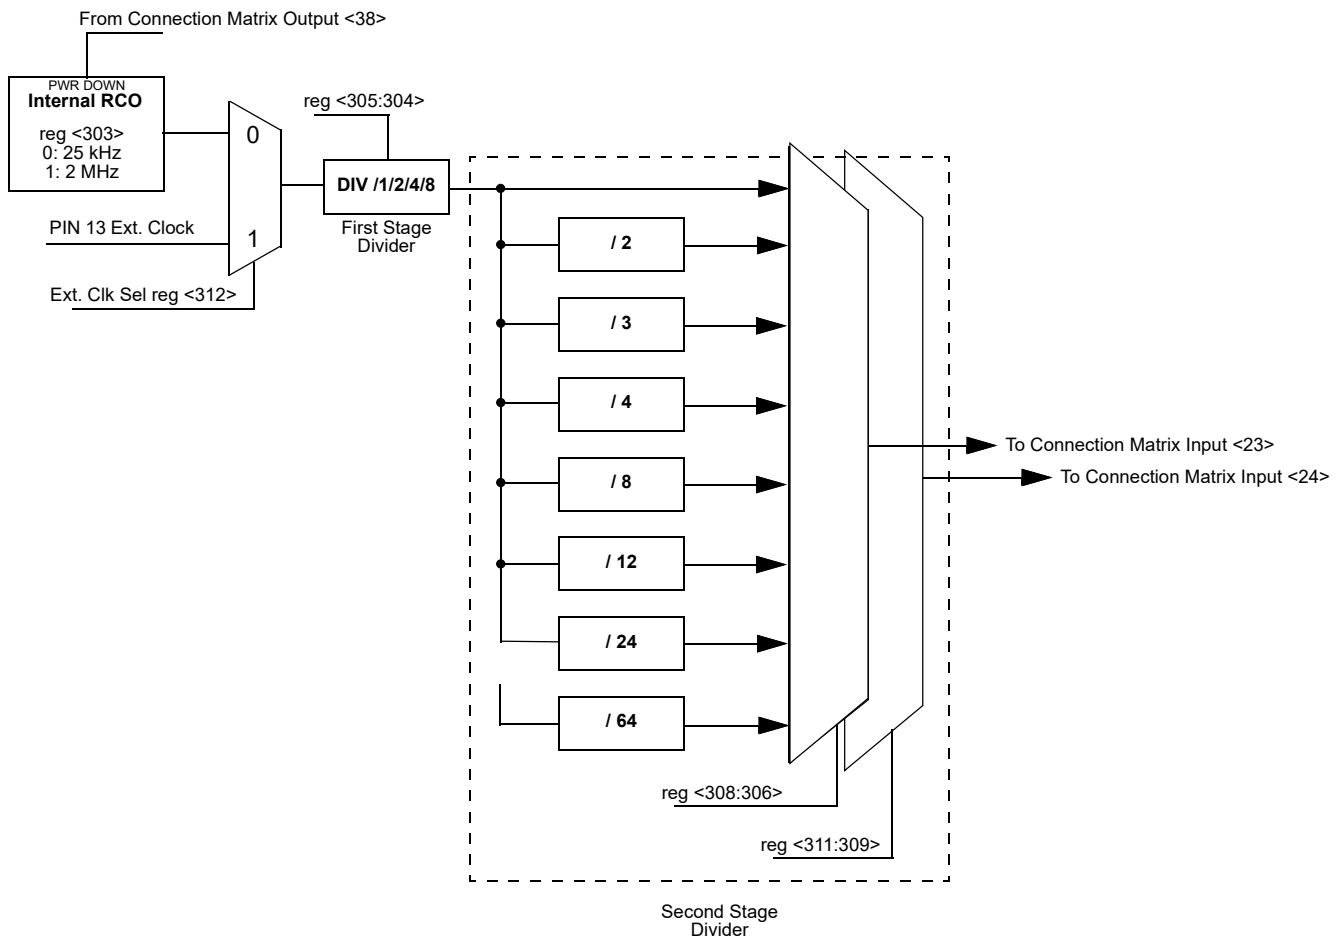 From Connection Matrix Output <38>
PWR DOWN
Internal RCO
reg <303>
0: 25 kHz
1: 2 MHz
0
1
PIN 13 Ext. Clock
Ext. Clk Sel reg <312>
reg <305:304>
DIV /1/2/4/8
First Stage
Divider
/ 2
/ 3
/ 4
/ 8
/ 12
/ 24
/ 64
To Connection Matrix Input <23>
To Connection Matrix Input <24>
reg <308:306>
reg <311:309>
Second Stage
Divider